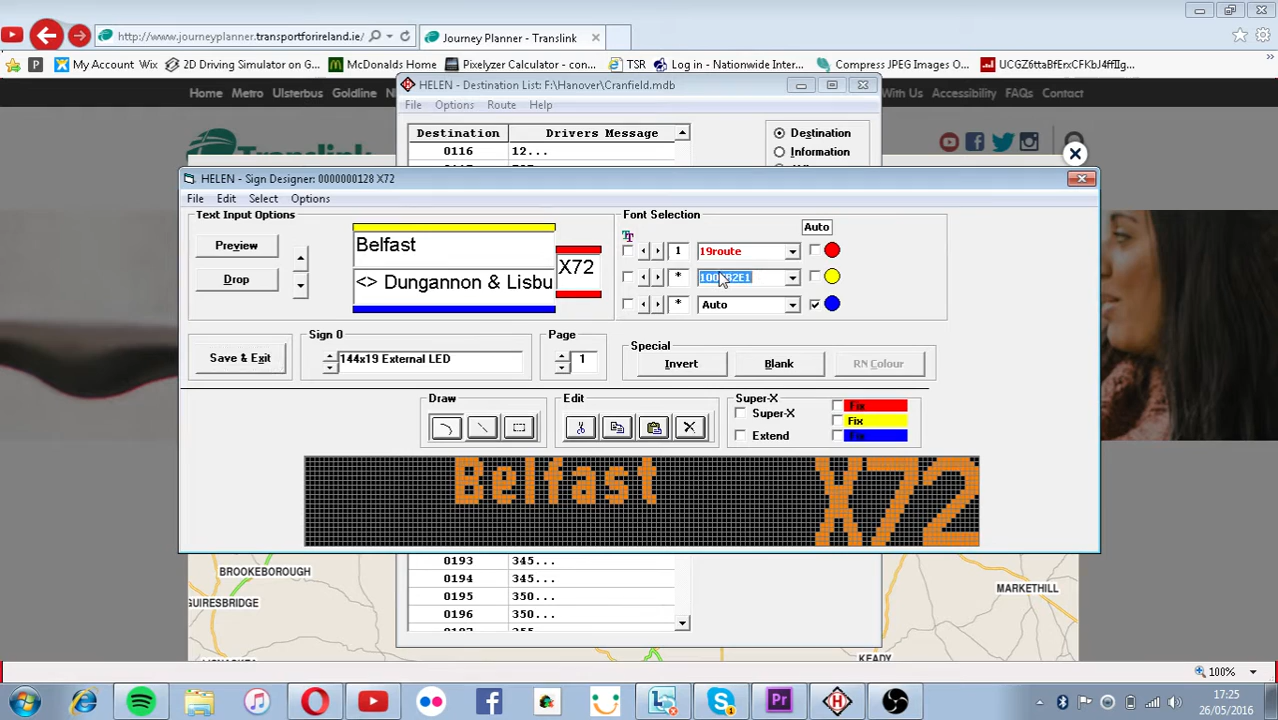 http://www.journeyplanner.transportforireland.ie/
Journey Planner - Translink
My Account Wix
2D Driving Simulator on G...
McDonalds Home
Pixelyzer Calculator - con...
TSR
Log in - Nationwide Inter...
Compress JPEG Images O...
UCGZ6ttaBfErxCFKbJ4ffIlg...
Home
Metro
Ulsterbus
Goldline
With Us
Accessibility
FAQs
Contact
Translink
HELEN - Destination List: F:\Hanover\Cranfield.mdb
File
Options
Route
Help
Destination
Drivers Message
0116
12...
Destination
Information
HELEN - Sign Designer: 0000000128 X72
File
Edit
Select
Options
Text Input Options
Preview
Drop
Belfast
<> Dungannon & Lisbu
X72
Font Selection
Auto
1
19route
*
*
Auto
Save & Exit
Sign 0
144x19 External LED
Page
1
Special
Invert
Blank
RN Colour
Draw
Edit
Super-X
Super-X
Extend
Fix
Fix
Fix
Belfast
X72
0193
345...
0194
345...
0195
350...
0196
350...
BROOKEBOROUGH
GUIRESBRIDGE
MARKETHILL
KEADY
100%
17:25
26/05/2016